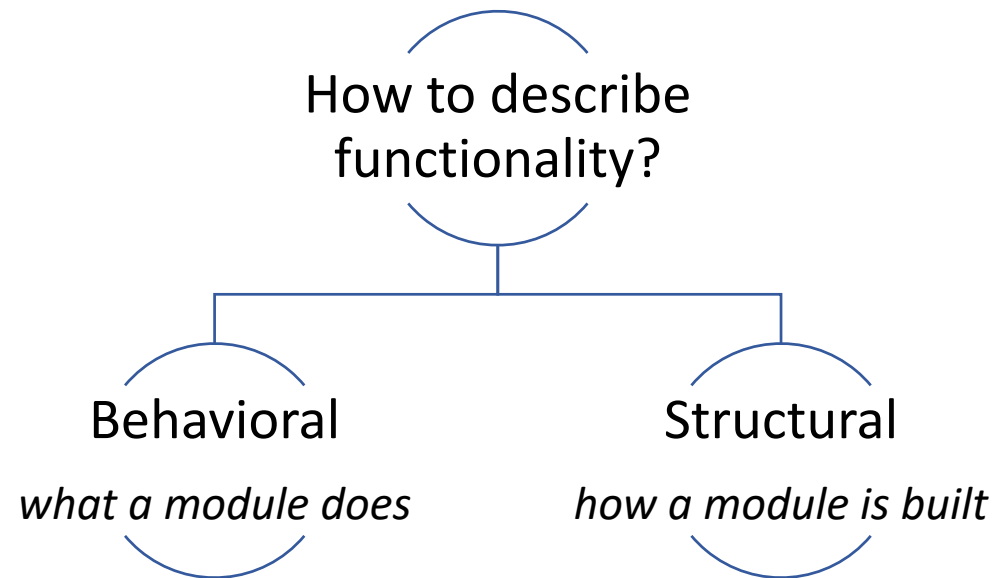 How to describe
functionality?
Behavioral
what a module does
Structural
how a module is built